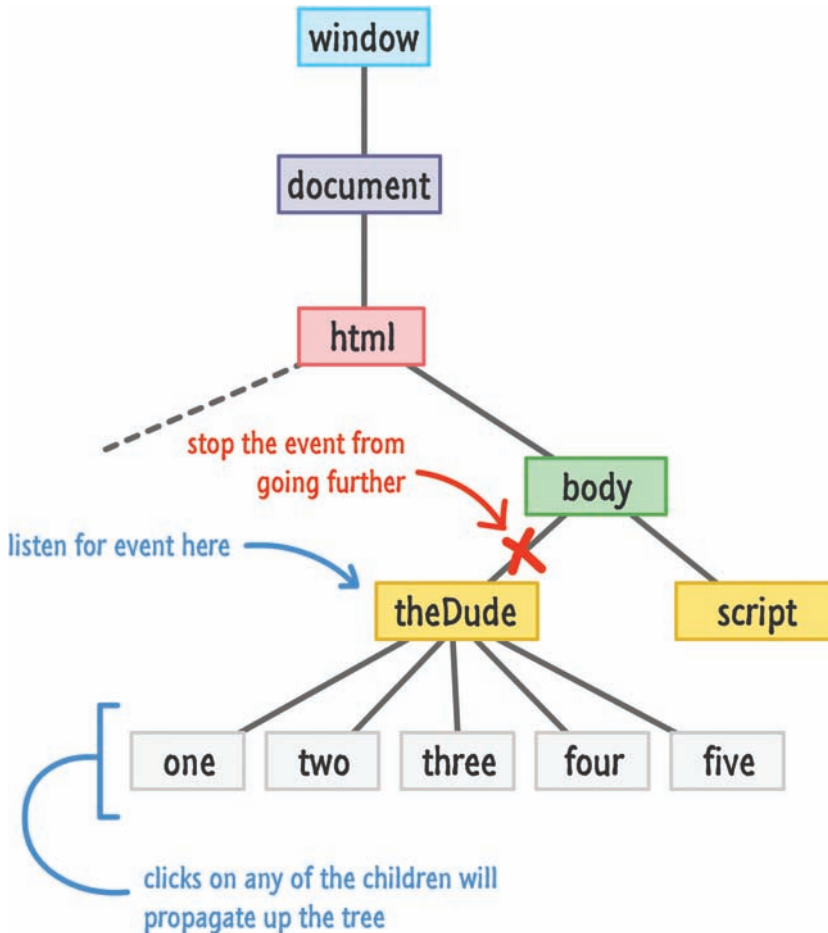 window
document
html
stop the event from
going further
body
listen for event here
theDude
script
one
two
three
four
five
clicks on any of the children will
propagate up the tree